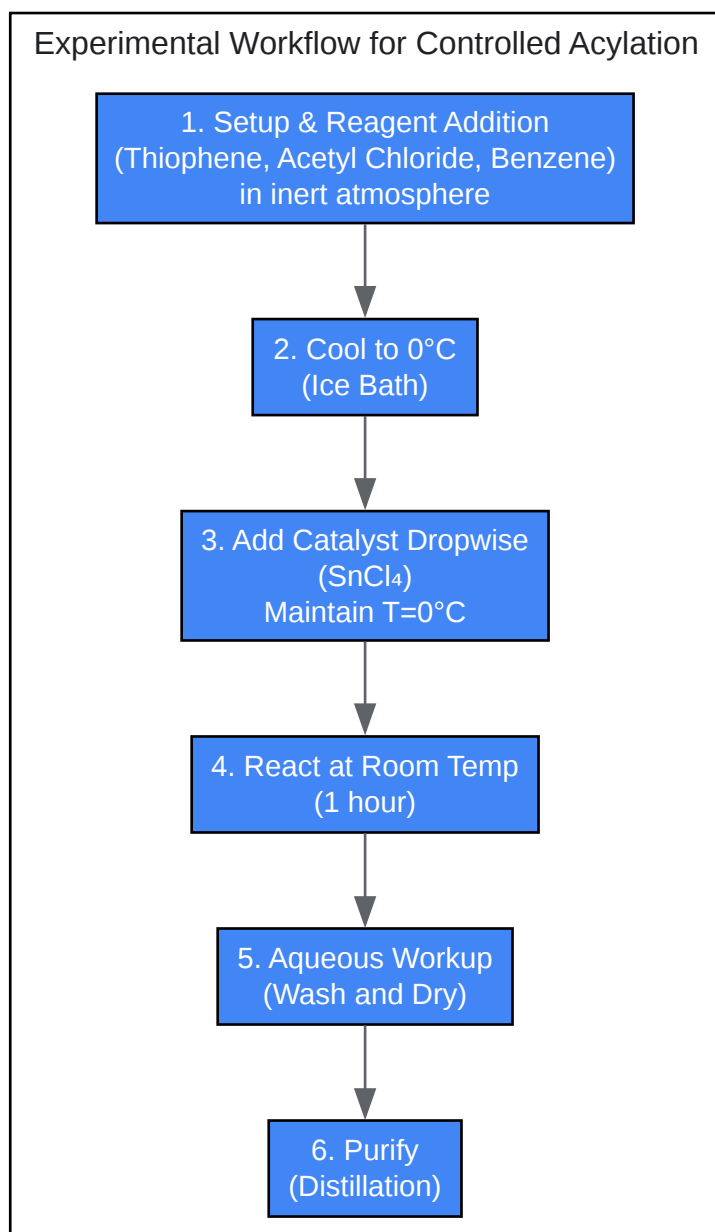 Experimental Workflow for Controlled Acylation
1. Setup & Reagent Addition
(Thiophene, Acetyl Chloride, Benzene)
in inert atmosphere
2. Cool to 0°C
(Ice Bath)
3. Add Catalyst Dropwise
(SnCl₄)
Maintain T=0°C
4. React at Room Temp
(1 hour)
5. Aqueous Workup
(Wash and Dry)
6. Purify
(Distillation)